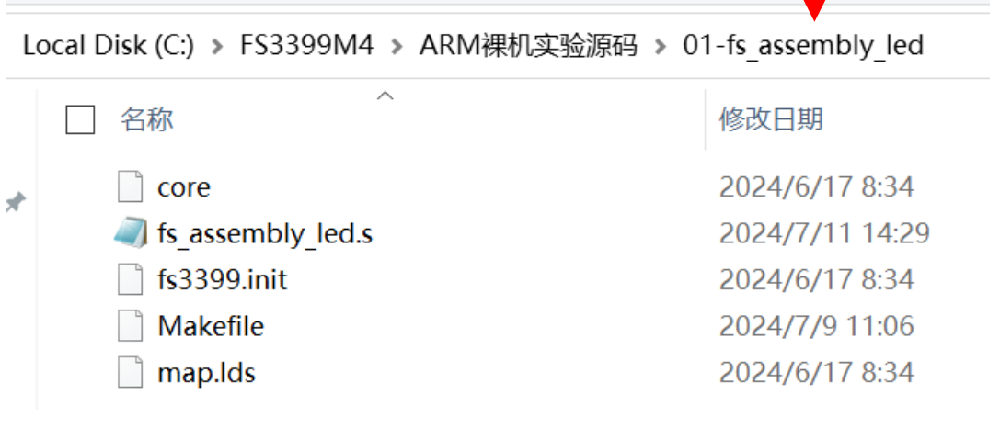 Local Disk (C:) > FS3399M4 > ARM裸机实验源码 > 01-fs_assembly_led
名称 修改日期
core 2024/6/17 8:34
fs_assembly_led.s 2024/7/11 14:29
fs3399.init 2024/6/17 8:34
Makefile 2024/7/9 11:06
map.lds 2024/6/17 8:34